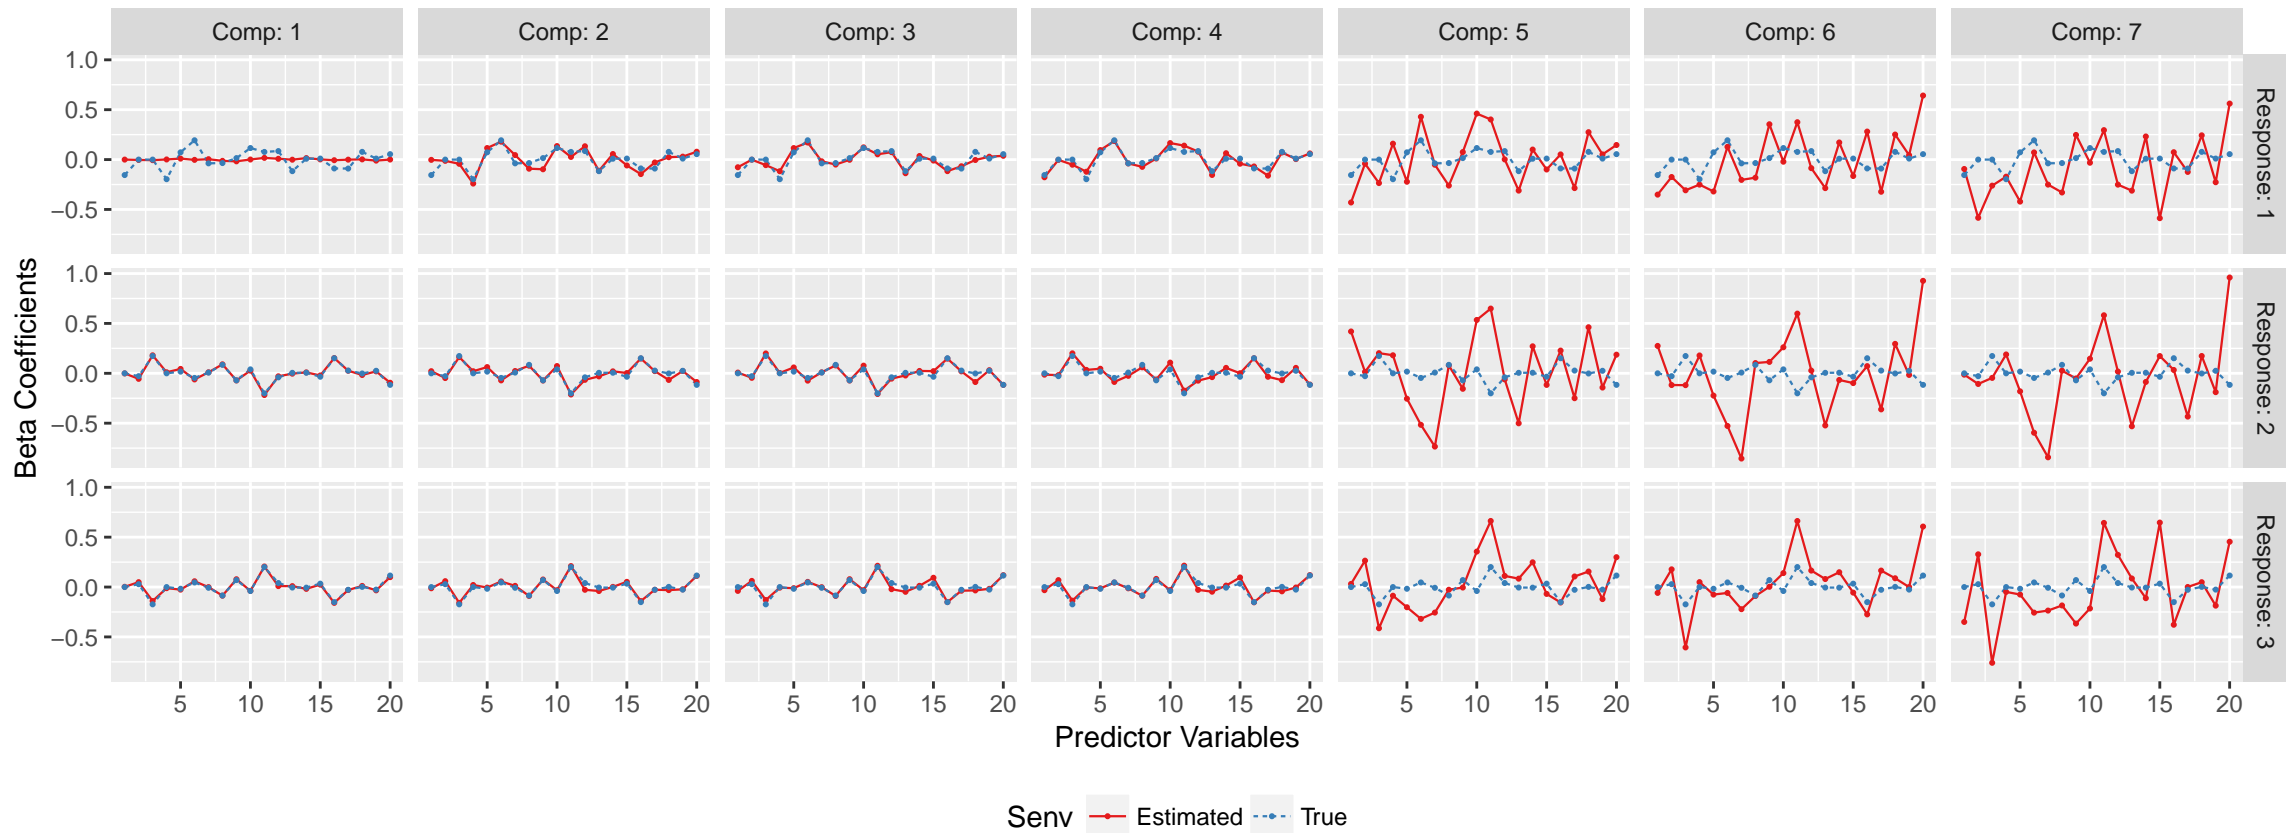 Comp: 1 Comp: 2 Comp: 3 Comp: 4 Comp: 5 Comp: 6 Comp: 7
Beta Coefficients
1.0
0.5
0.0
−0.5
Response: 1
1.0
0.5
0.0
−0.5
Response: 2
1.0
0.5
0.0
−0.5
Response: 3
5 10 15 20 5 10 15 20 5 10 15 20 5 10 15 20 5 10 15 20 5 10 15 20 5 10 15 20
Predictor Variables
Senv Estimated True